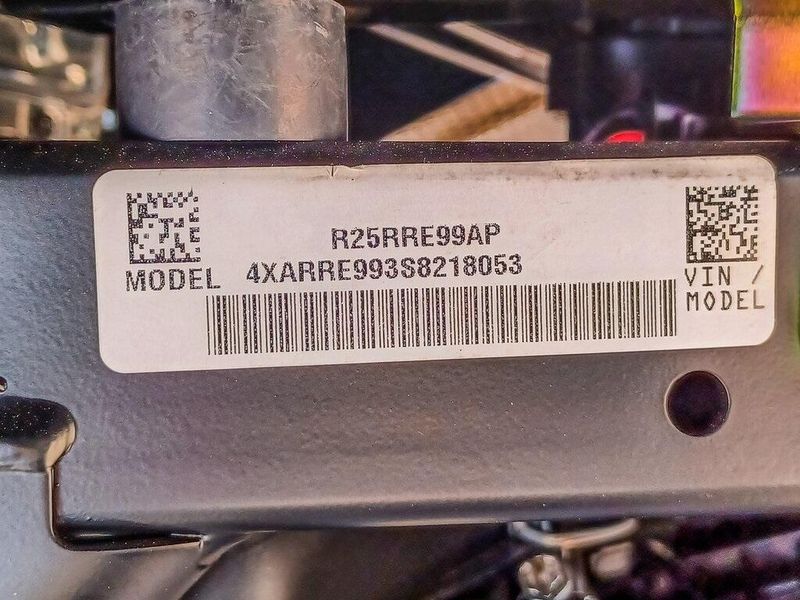 R25RRE99AP
MODEL 4XARRE993S8218053
VIN /
MODEL